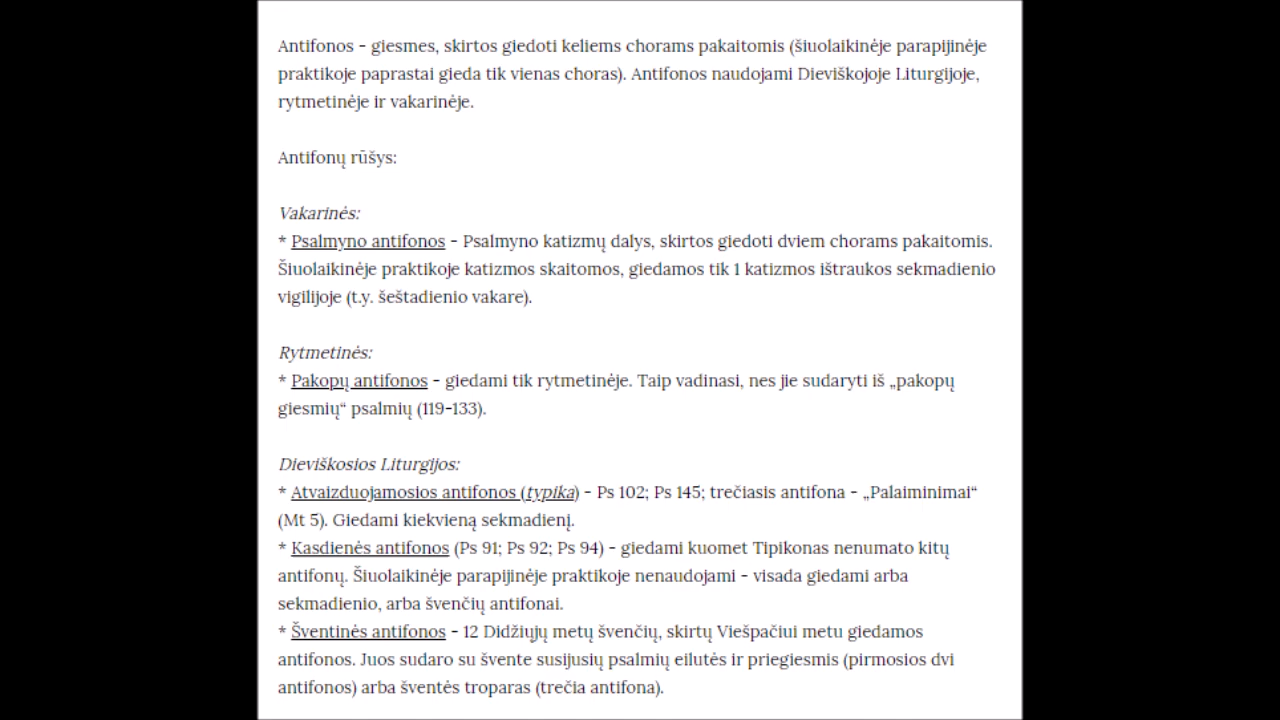 Antifonos - giesmes, skirtos giedoti keliems chorams pakaitomis (šiuolaikinėje parapijinėje
praktikoje paprastai gieda tik vienas choras). Antifonos naudojami Dieviškojoje Liturgijoje,
rytmetinėje ir vakarinėje.
Antifonų rūšys:
Vakarinės:
* Psalmyno antifonos - Psalmyno katizmų dalys, skirtos giedoti dviem chorams pakaitomis.
Šiuolaikinėje praktikoje katizmos skaitomos, giedamos tik 1 katizmos ištraukos sekmadienio
vigilijoje (t.y. šeštadienio vakare).
Rytmetinės:
* Pakopų antifonos - giedami tik rytmetinėje. Taip vadinasi, nes jie sudaryti iš „pakopų
giesmių“ psalmių (119-133).
Dieviškosios Liturgijos:
* Atvaizduojamosios antifonos (typika) - Ps 102; Ps 145; trečiasis antifona - „Palaiminimai“
(Mt 5). Giedami kiekvieną sekmadienį.
* Kasdienės antifonos (Ps 91; Ps 92; Ps 94) - giedami kuomet Tipikonas nenumato kitų
antifonų. Šiuolaikinėje parapijinėje praktikoje nenaudojami - visada giedami arba
sekmadienio, arba švenčių antifonai.
* Šventinės antifonos - 12 Didžiųjų metų švenčių, skirtų Viešpačiui metu giedamos
antifonos. Juos sudaro su švente susijusių psalmių eilutės ir priegiesmis (pirmosios dvi
antifonos) arba šventės troparas (trečia antifona).